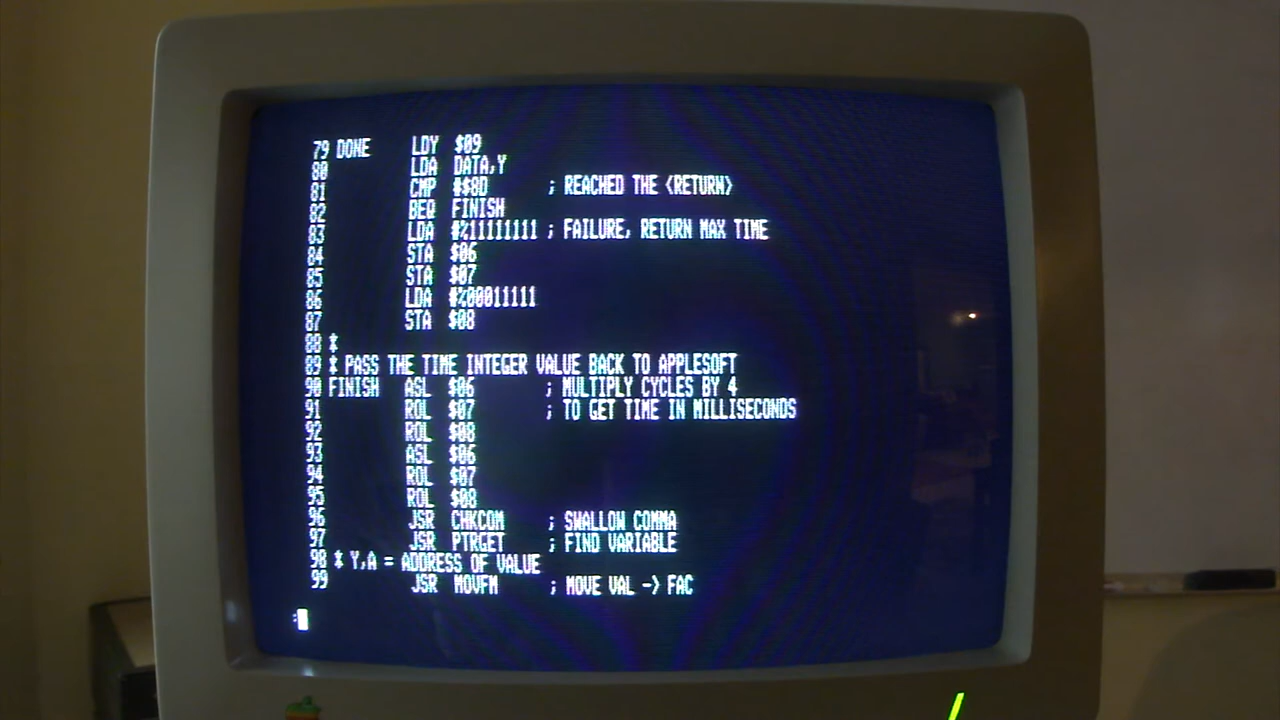 79 DONE LDY $09
80 LDA DATA,Y
81 CMP #$8D ; REACHED THE <RETURN>
82 BEQ FINISH
83 LDA #%11111111 ; FAILURE, RETURN MAX TIME
84 STA $06
85 STA $07
86 LDA #%00011111
87 STA $08
88 *
89 * PASS THE TIME INTEGER VALUE BACK TO APPLESOFT
90 FINISH ASL $06 ; MULTIPLY CYCLES BY 4
91 ROL $07 ; TO GET TIME IN MILLISECONDS
92 ROL $08
93 ASL $06
94 ROL $07
95 ROL $08
96 JSR CHKCOM ; SWALLOW COMMA
97 JSR PTRGET ; FIND VARIABLE
98 * Y,A = ADDRESS OF VALUE
99 JSR MOVFM ; MOVE VAL -> FAC
: